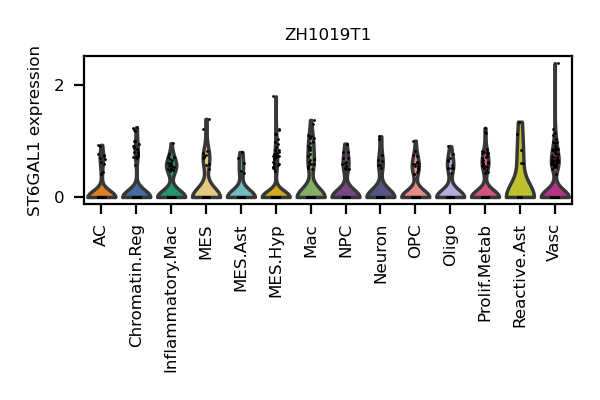 ZH1019T1
ST6GAL1 expression
2
0
AC
Chromatin.Reg
Inflammatory.Mac
MES
MES.Ast
MES.Hyp
Mac
NPC
Neuron
OPC
Oligo
Prolif.Metab
Reactive.Ast
Vasc